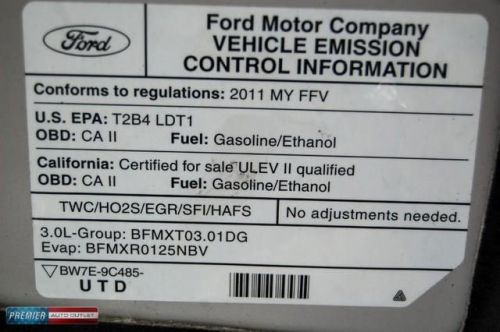 Ford
Ford Motor Company
VEHICLE EMISSION
CONTROL INFORMATION
Conforms to regulations: 2011 MY FFV
U.S. EPA: T2B4 LDT1
OBD: CA II Fuel: Gasoline/Ethanol
California: Certified for sale ULEV II qualified
OBD: CA II Fuel: Gasoline/Ethanol
TWC/HO2S/EGR/SFI/HAFS No adjustments needed.
3.0L-Group: BFMXT03.01DG
Evap: BFMXR0125NBV
BW7E-9C485-
UTD
PREMIER AUTO OUTLET